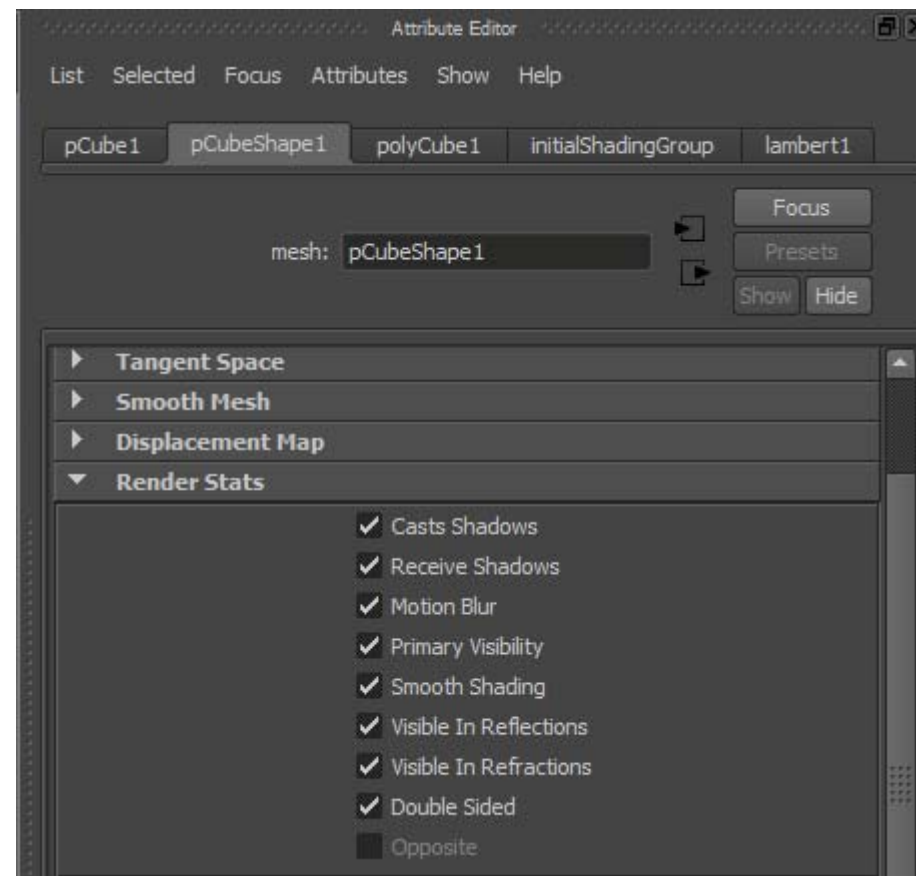 Attribute Editor
List Selected Focus Attributes Show Help
pCube1 pCubeShape1 polyCube1 initialShadingGroup lambert1
Focus
mesh: pCubeShape1
Presets
Show Hide
Tangent Space
Smooth Mesh
Displacement Map
Render Stats
Casts Shadows
Receive Shadows
Motion Blur
Primary Visibility
Smooth Shading
Visible In Reflections
Visible In Refractions
Double Sided
Opposite